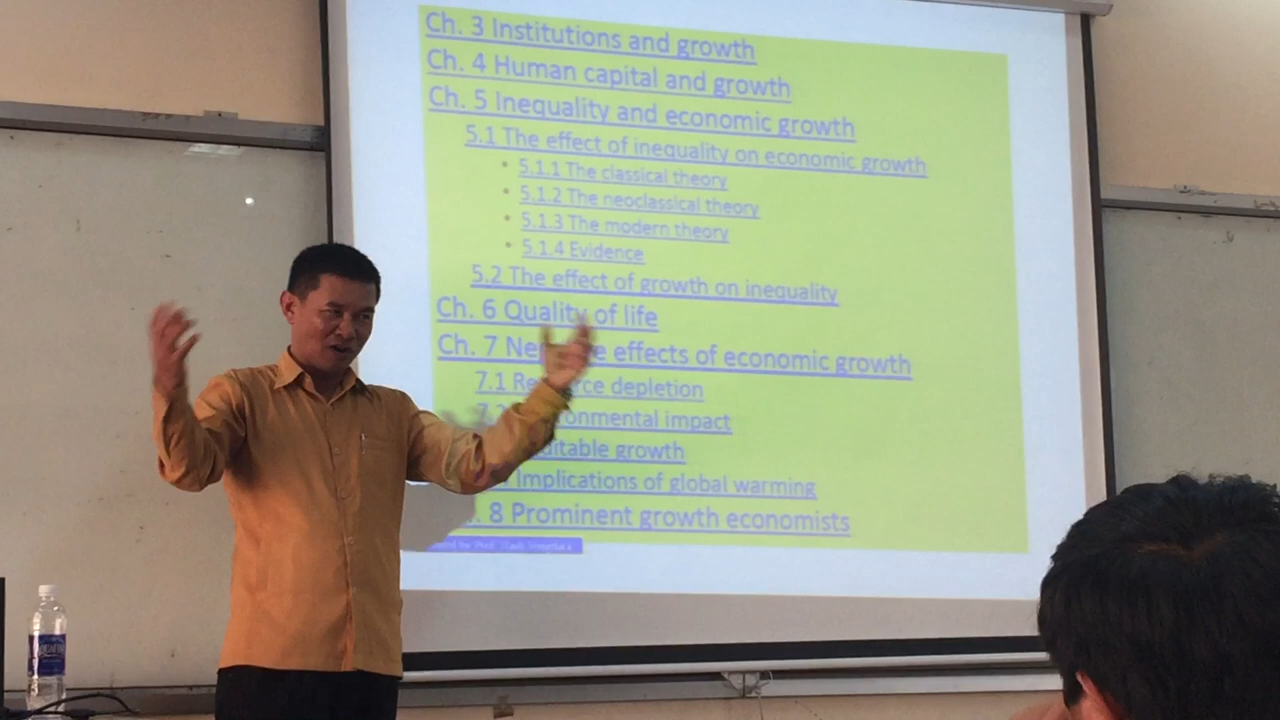 Ch. 3 Institutions and growth
Ch. 4 Human capital and growth
Ch. 5 Inequality and economic growth
5.1 The effect of inequality on economic growth
• 5.1.1 The classical theory
• 5.1.2 The neoclassical theory
• 5.1.3 The modern theory
• 5.1.4 Evidence
5.2 The effect of growth on inequality
Ch. 6 Quality of life
Ch. 7 effects of economic growth
7.1 depletion
impact
growth
Implications of global warming
8 Prominent growth economists